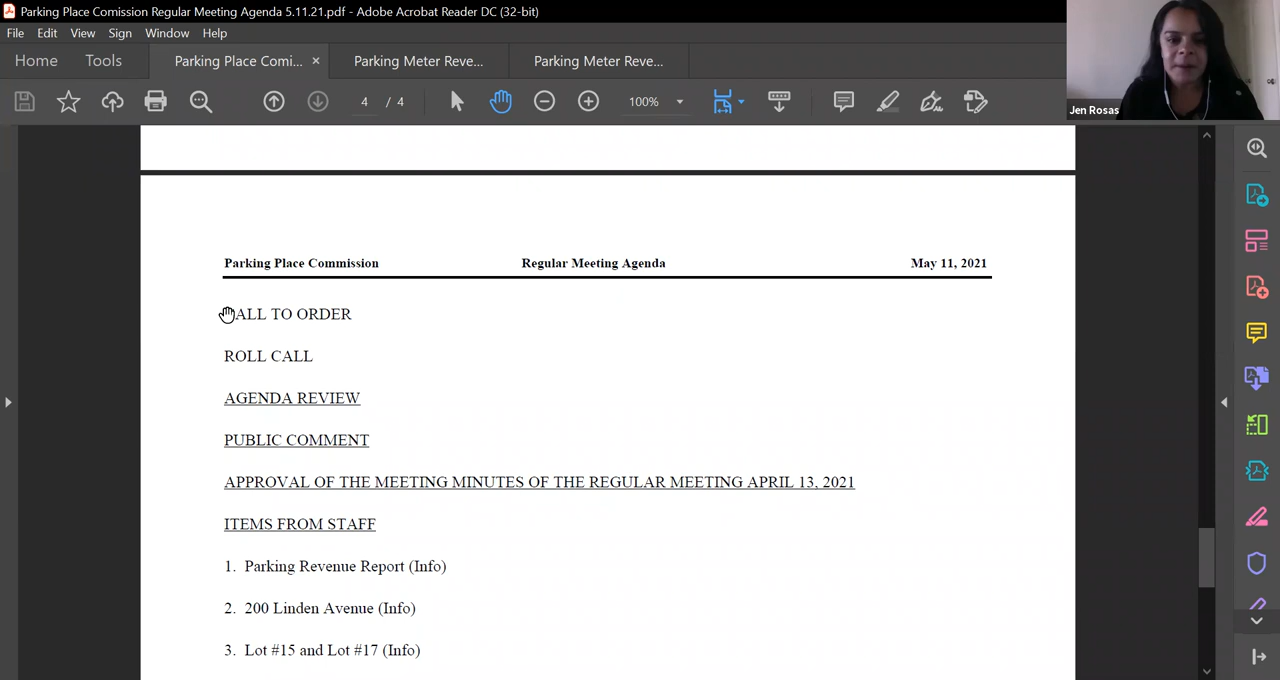 Parking Place Comission Regular Meeting Agenda 5.11.21.pdf - Adobe Acrobat Reader DC (32-bit)
File Edit View Sign Window Help
Home Tools Parking Place Comi... × Parking Meter Reve... Parking Meter Reve...
4 / 4 100%
Jen Rosas
Parking Place Commission Regular Meeting Agenda May 11, 2021
ALL TO ORDER
ROLL CALL
AGENDA REVIEW
PUBLIC COMMENT
APPROVAL OF THE MEETING MINUTES OF THE REGULAR MEETING APRIL 13, 2021
ITEMS FROM STAFF
1. Parking Revenue Report (Info)
2. 200 Linden Avenue (Info)
3. Lot #15 and Lot #17 (Info)